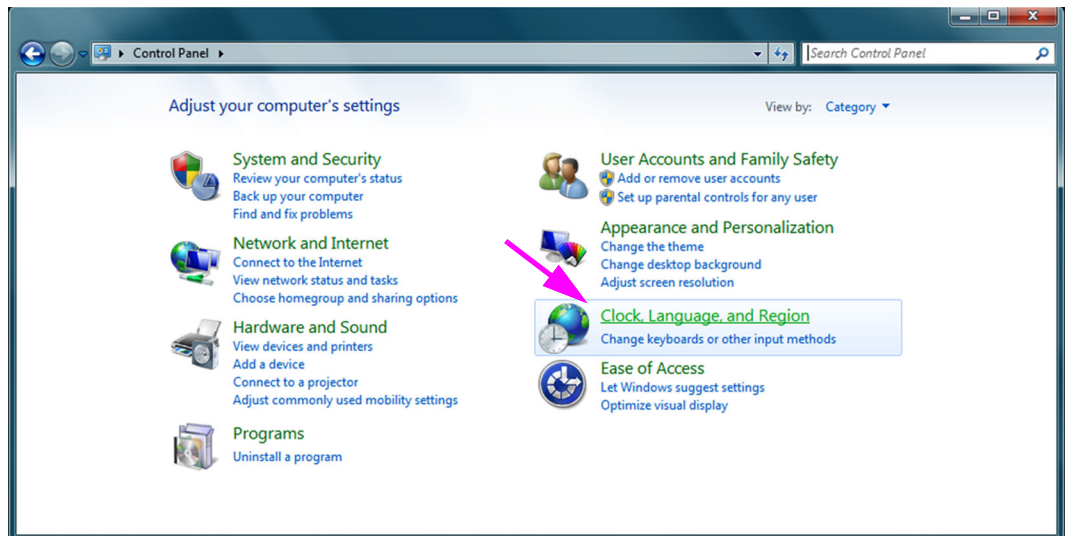 Control Panel
Search Control Panel
Adjust your computer's settings
View by: Category
System and Security
Review your computer's status
Back up your computer
Find and fix problems
Network and Internet
Connect to the Internet
View network status and tasks
Choose homegroup and sharing options
Hardware and Sound
View devices and printers
Add a device
Connect to a projector
Adjust commonly used mobility settings
Programs
Uninstall a program
User Accounts and Family Safety
Add or remove user accounts
Set up parental controls for any user
Appearance and Personalization
Change the theme
Change desktop background
Adjust screen resolution
Clock, Language, and Region
Change keyboards or other input methods
Ease of Access
Let Windows suggest settings
Optimize visual display